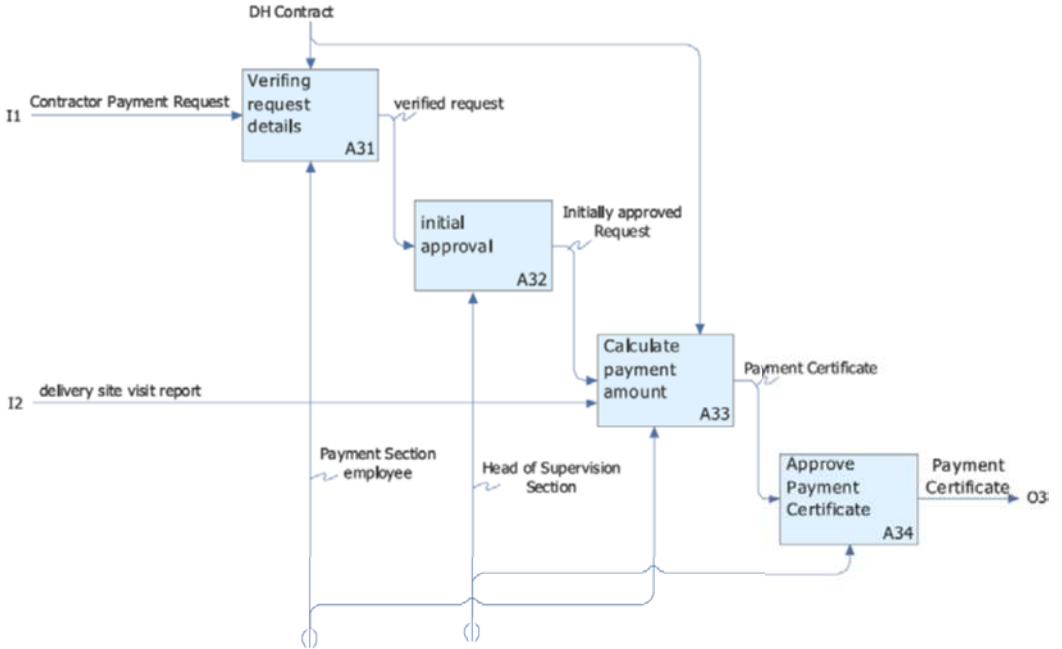 DH Contract
Verifing
request
details
A31
I1
Contractor Payment Request
verified request
initial
approval
A32
Initially approved
Request
Calculate
payment
amount
A33
I2
delivery site visit report
Payment Certificate
Payment Section
employee
Head of Supervision
Section
Approve
Payment
Certificate
A34
Payment
Certificate
O3